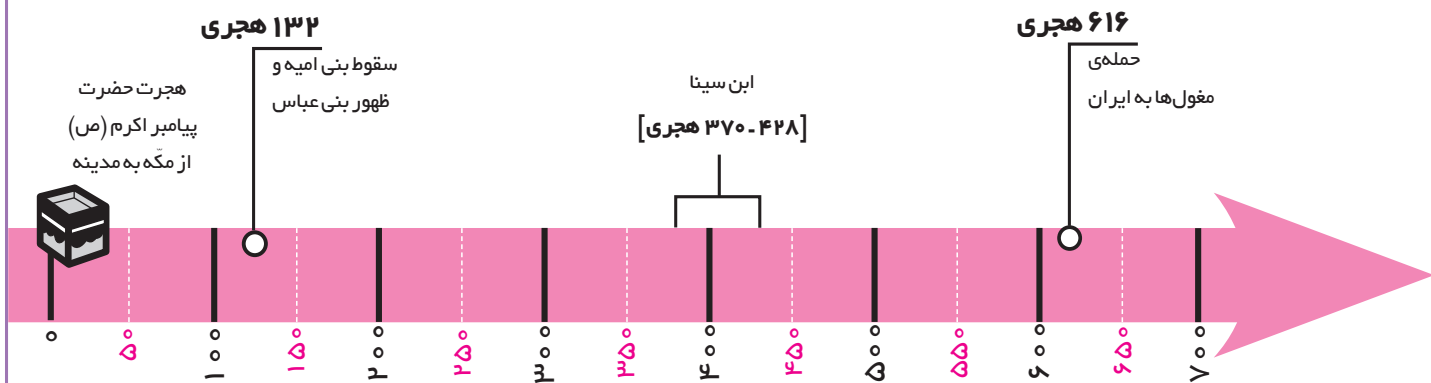 هجرت حضرت
پیامبر اکرم (ص)
از مکّه به مدینه
۱۳۲ هجری
سقوط بنی امیه و
ظهور بنی عباس
ابن سینا
[۴۲۸ - ۳۷۰ هجری]
۶۱۶ هجری
حمله‌ی
مغول‌ها به ایران
۰
۵۰
۱۰۰
۱۵۰
۲۰۰
۲۵۰
۳۰۰
۳۵۰
۴۰۰
۴۵۰
۵۰۰
۵۵۰
۶۰۰
۶۵۰
۷۰۰